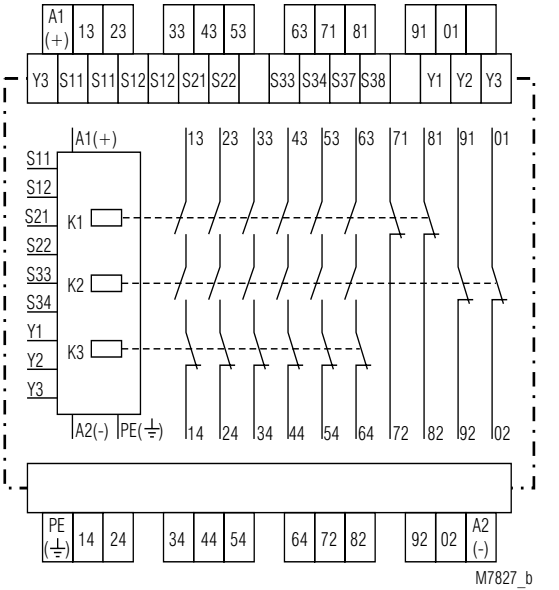 A1 (+) 13 23 33 43 53 63 71 81 91 01
Y3 S11 S11 S12 S12 S21 S22 S33 S34 S37 S38 Y1 Y2 Y3
A1(+) 13 23 33 43 53 63 71 81 91 01
S11
S12
S21
K1
S22
S33
K2
S34
Y1
K3
Y2
Y3
A2(-) PE(⏚) 14 24 34 44 54 64 72 82 92 02
PE (⏚) 14 24 34 44 54 64 72 82 92 02 A2 (-)
M7827_b